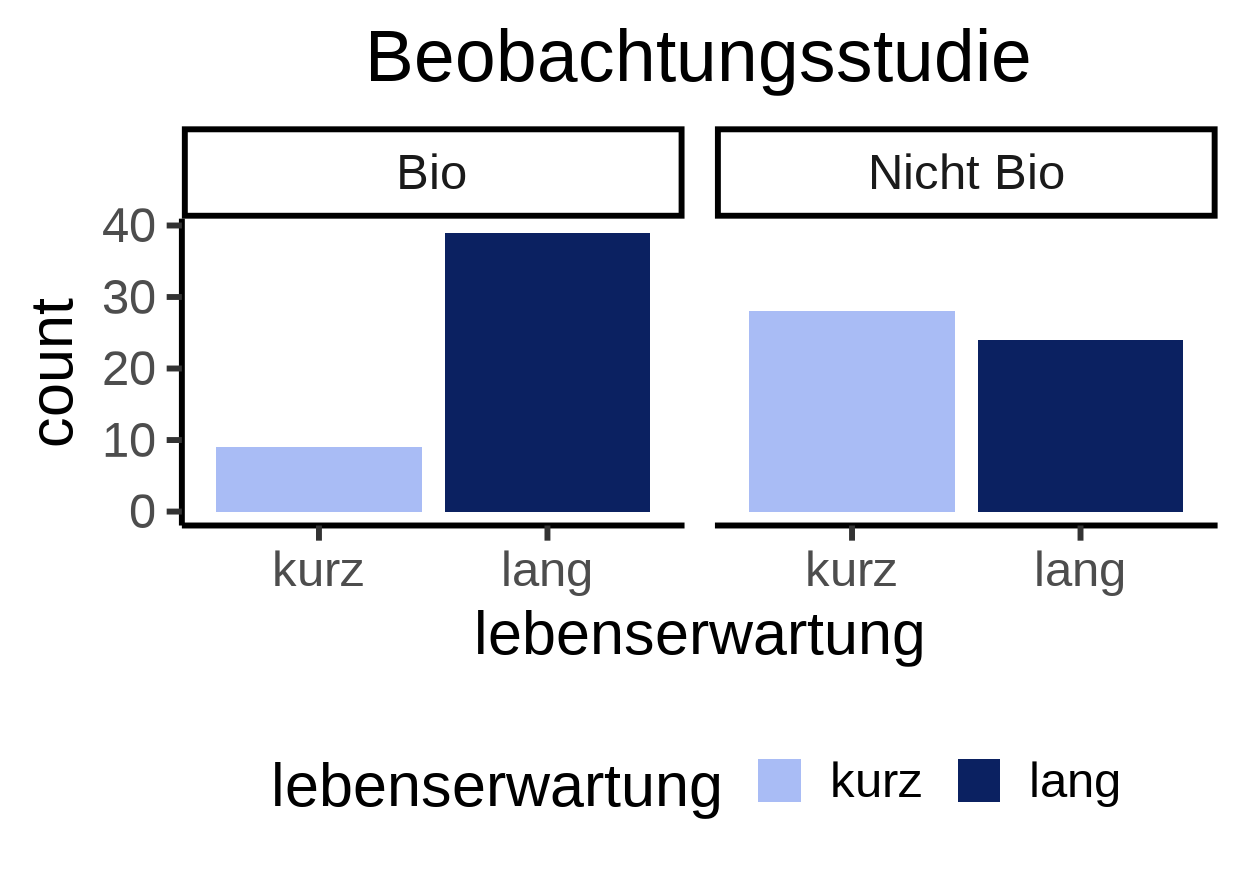 Beobachtungsstudie
Bio
Nicht Bio
count
40
30
20
10
0
kurz lang kurz lang
lebenserwartung
lebenserwartung kurz lang